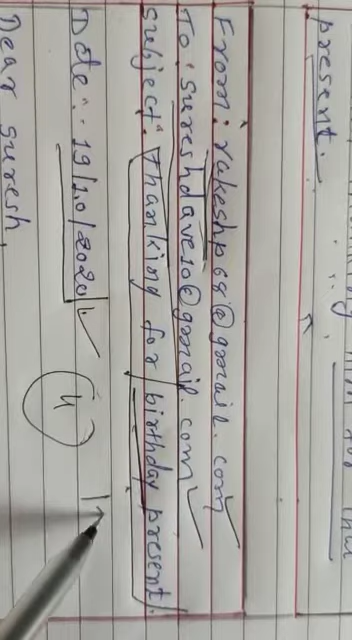 present.
From: rakeshp68@gmail.com
To: sureshdave10@gmail.com
Subject: Thanking for birthday present.
Date: 19/10/2020
Dear suresh,